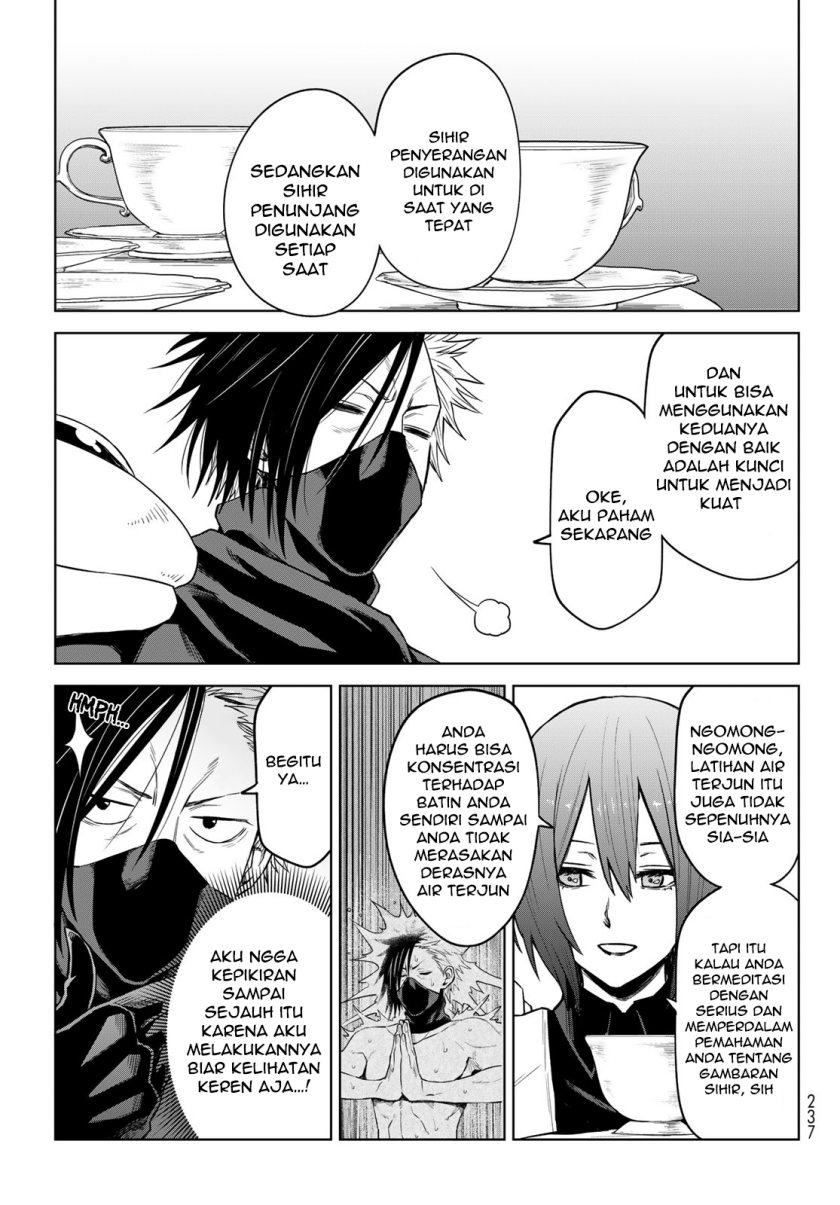 SIHIR
PENYERANGAN
DIGUNAKAN
UNTUK DI
SAAT YANG
TEPAT
SEDANGKAN
SIHIR
PENUNJANG
DIGUNAKAN
SETIAP
SAAT
DAN
UNTUK BISA
MENGGUNAKAN
KEDUANYA
DENGAN BAIK
ADALAH KUNCI
UNTUK MENJADI
KUAT
OKE,
AKU PAHAM
SEKARANG
NGOMONG-
NGOMONG,
LATIHAN AIR
TERJUN ITU
JUGA TIDAK
SEPENUHNYA
SIA-SIA
TAPI ITU
KALAU ANDA
BERMEDITASI
DENGAN
SERIUS DAN
MEMPERDALAM
PEMAHAMAN
ANDA TENTANG
GAMBARAN
SIHIR, SIH
ANDA
HARUS BISA
KONSENTRASI
TERHADAP
BATIN ANDA
SENDIRI SAMPAI
ANDA TIDAK
MERASAKAN
DERASNYA
AIR TERJUN
BEGITU
YA...
HMPH...
AKU NGGA
KEPIKIRAN
SAMPAI
SEJAUH ITU
KARENA AKU
MELAKUKANNYA
BIAR KELIHATAN
KEREN AJA...!
237